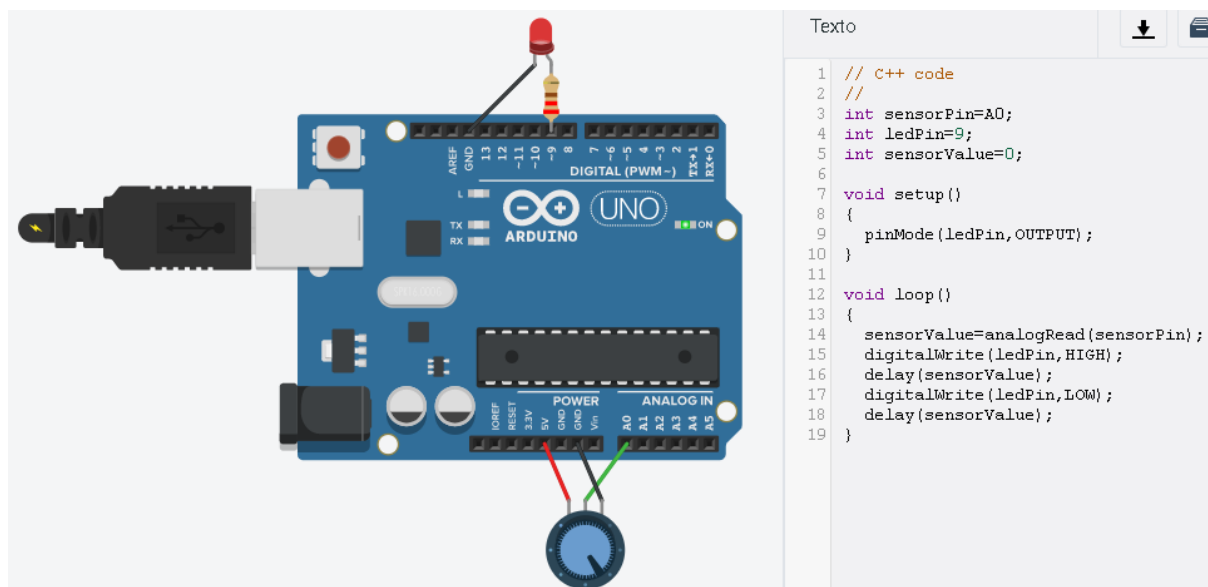 Texto
1 // C++ code
2 //
3 int sensorPin=A0;
4 int ledPin=9;
5 int sensorValue=0;
6
7 void setup()
8 {
9 pinMode(ledPin,OUTPUT);
10 }
11
12 void loop()
13 {
14 sensorValue=analogRead(sensorPin);
15 digitalWrite(ledPin,HIGH);
16 delay(sensorValue);
17 digitalWrite(ledPin,LOW);
18 delay(sensorValue);
19 }
AREF
GND
13
12
~11
~10
~9
8
7
~6
~5
4
~3
2
TX→1
RX←0
DIGITAL (PWM~)
L
TX
RX
ARDUINO
UNO
ON
POWER
ANALOG IN
IOREF
RESET
3.3V
5V
GND
GND
Vin
A0
A1
A2
A3
A4
A5